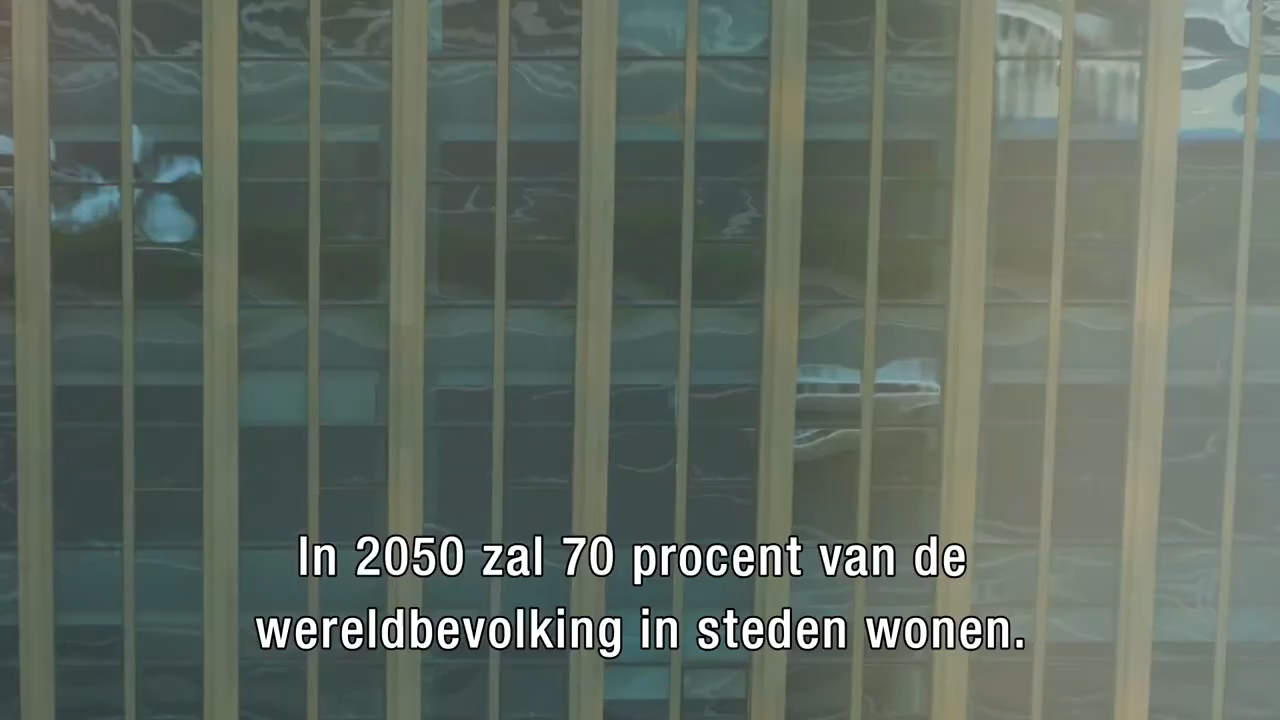 In 2050 zal 70 procent van de
wereldbevolking in steden wonen.